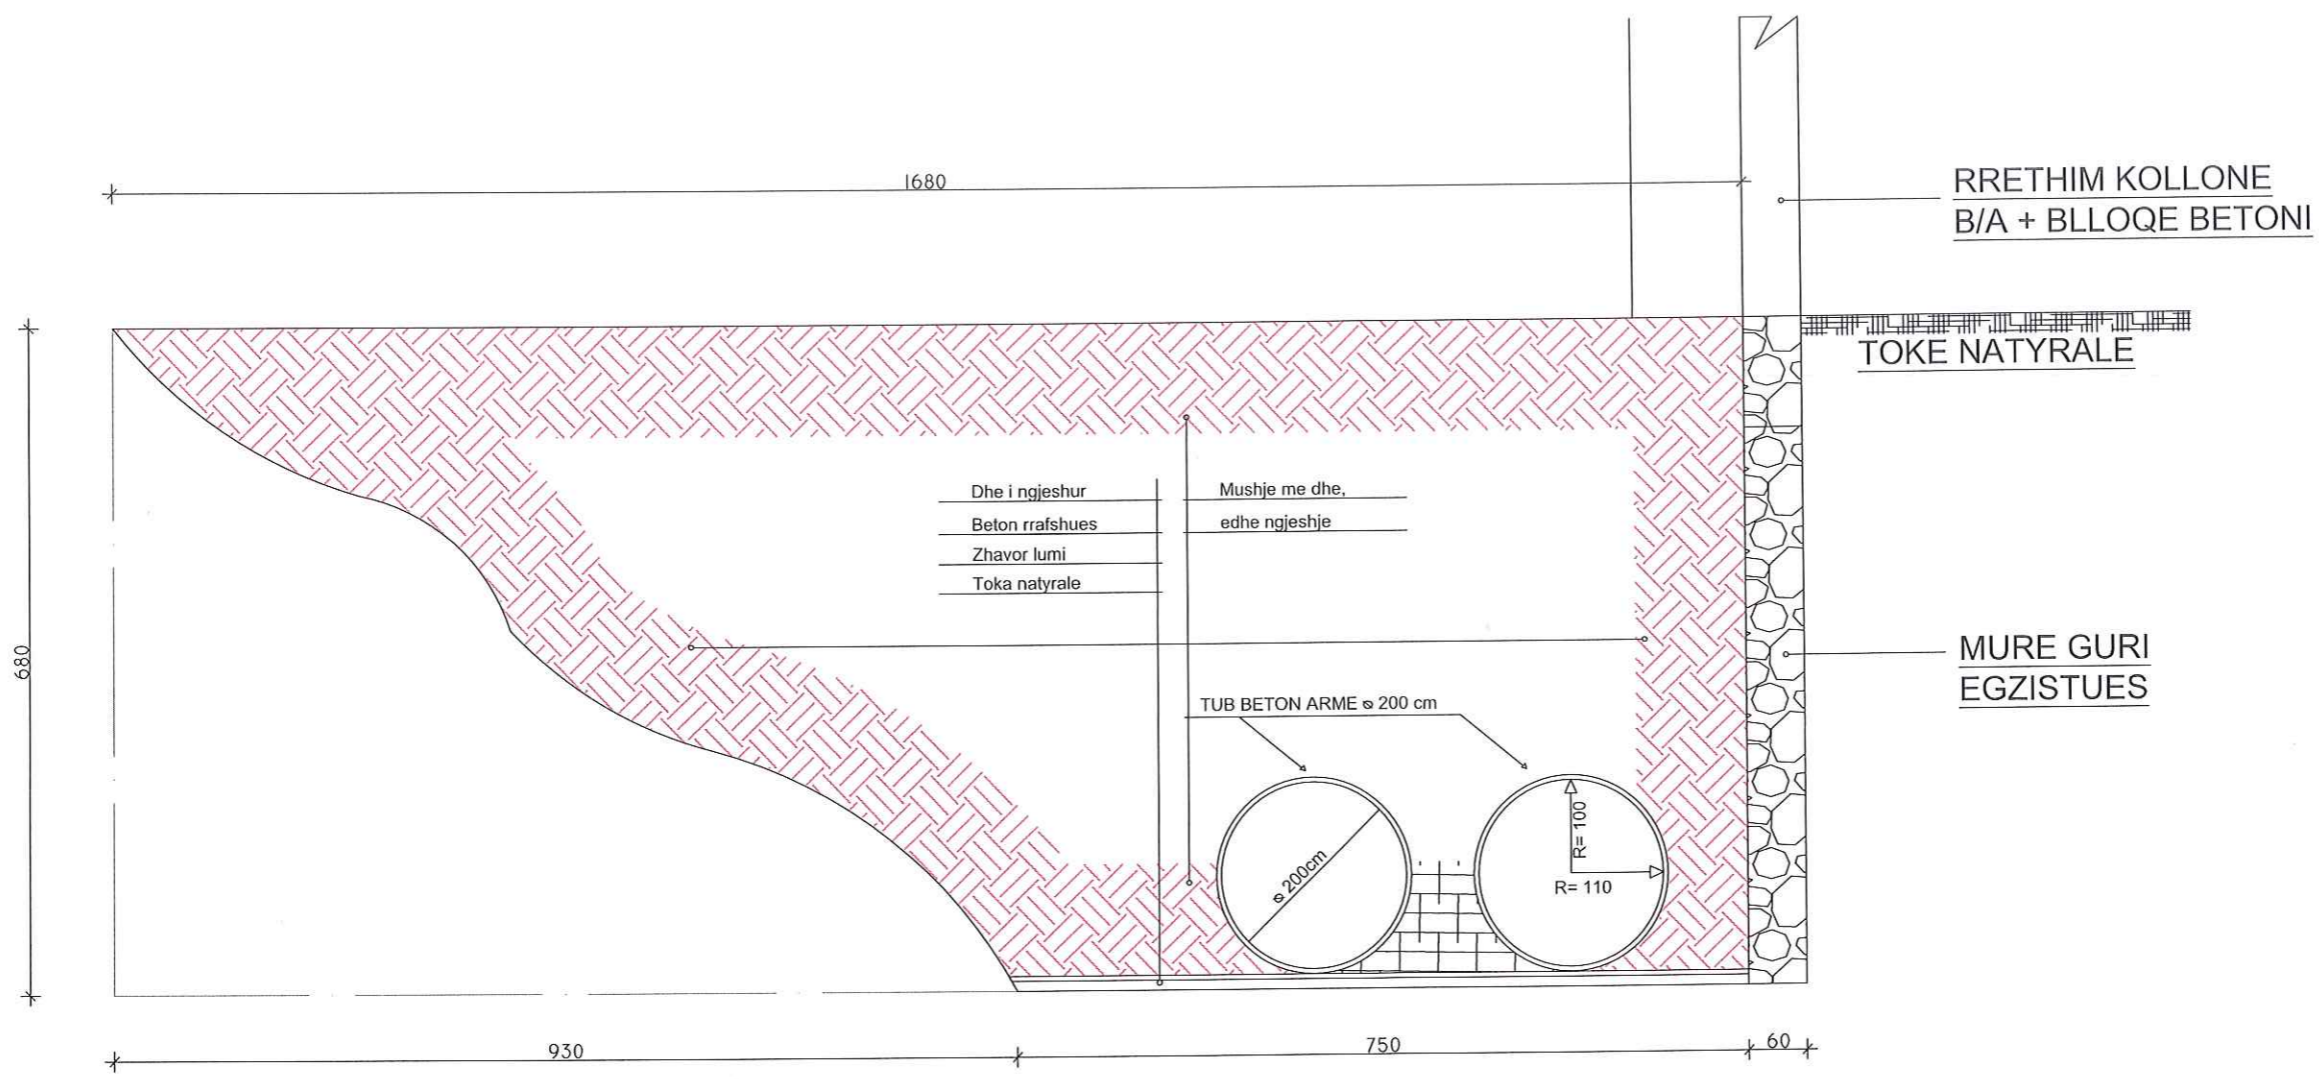 1680
RRETHIM KOLLONE
B/A + BLLOQE BETONI
TOKE NATYRALE
Dhe i ngjeshur
Beton rrafshues
Zhavor lumi
Toka natyrale
Mushje me dhe,
edhe ngjeshje
680
MURE GURI
EGZISTUES
TUB BETON ARME ⌀ 200 cm
⌀ 200cm
R= 100
R= 110
930
750
60